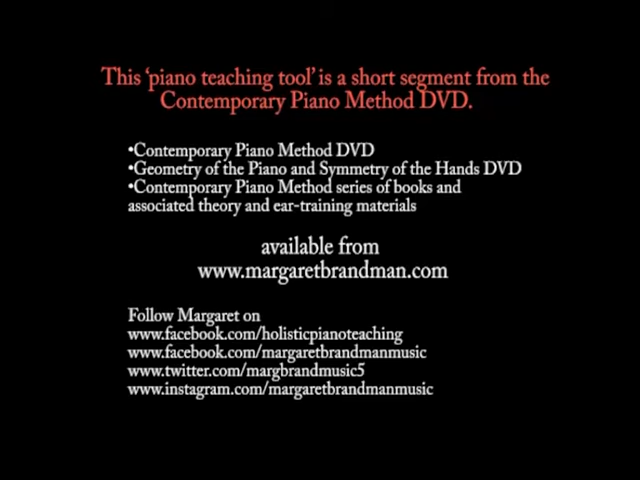 This ‘piano teaching tool’ is a short segment from the
Contemporary Piano Method DVD.
•Contemporary Piano Method DVD
•Geometry of the Piano and Symmetry of the Hands DVD
•Contemporary Piano Method series of books and
associated theory and ear-training materials
available from
www.margaretbrandman.com
Follow Margaret on
www.facebook.com/holisticpianoteaching
www.facebook.com/margaretbrandmanmusic
www.twitter.com/margbrandmusic5
www.instagram.com/margaretbrandmanmusic